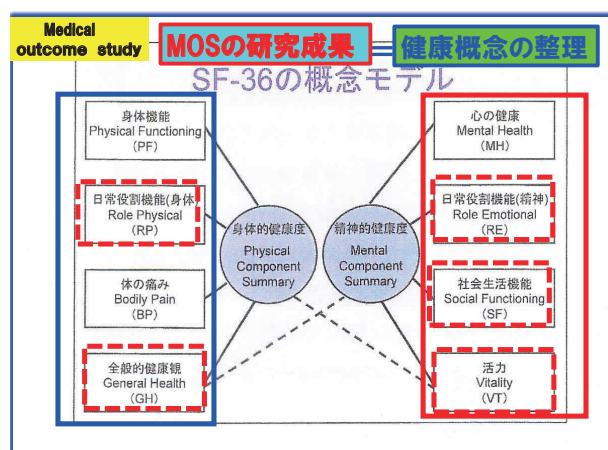 Medical
outcome study
MOSの研究成果
健康概念の整理
SF-36の概念モデル
身体機能
Physical Functioning
(PF)
日常役割機能(身体
Role Physical
(RP)
体の痛み
Bodily Pain
(BP)
全般的健康観
General Health
(GH)
身体的健康度
Physical
Component
Summary
精神的健康度
Mental
Component
Summary
心の健康
Mental Health
(MH)
日常役割機能(精神)
Role Emotional
(RE)
社会生活機能
Social Functioning
(SF)
活力
Vitality
(VT)